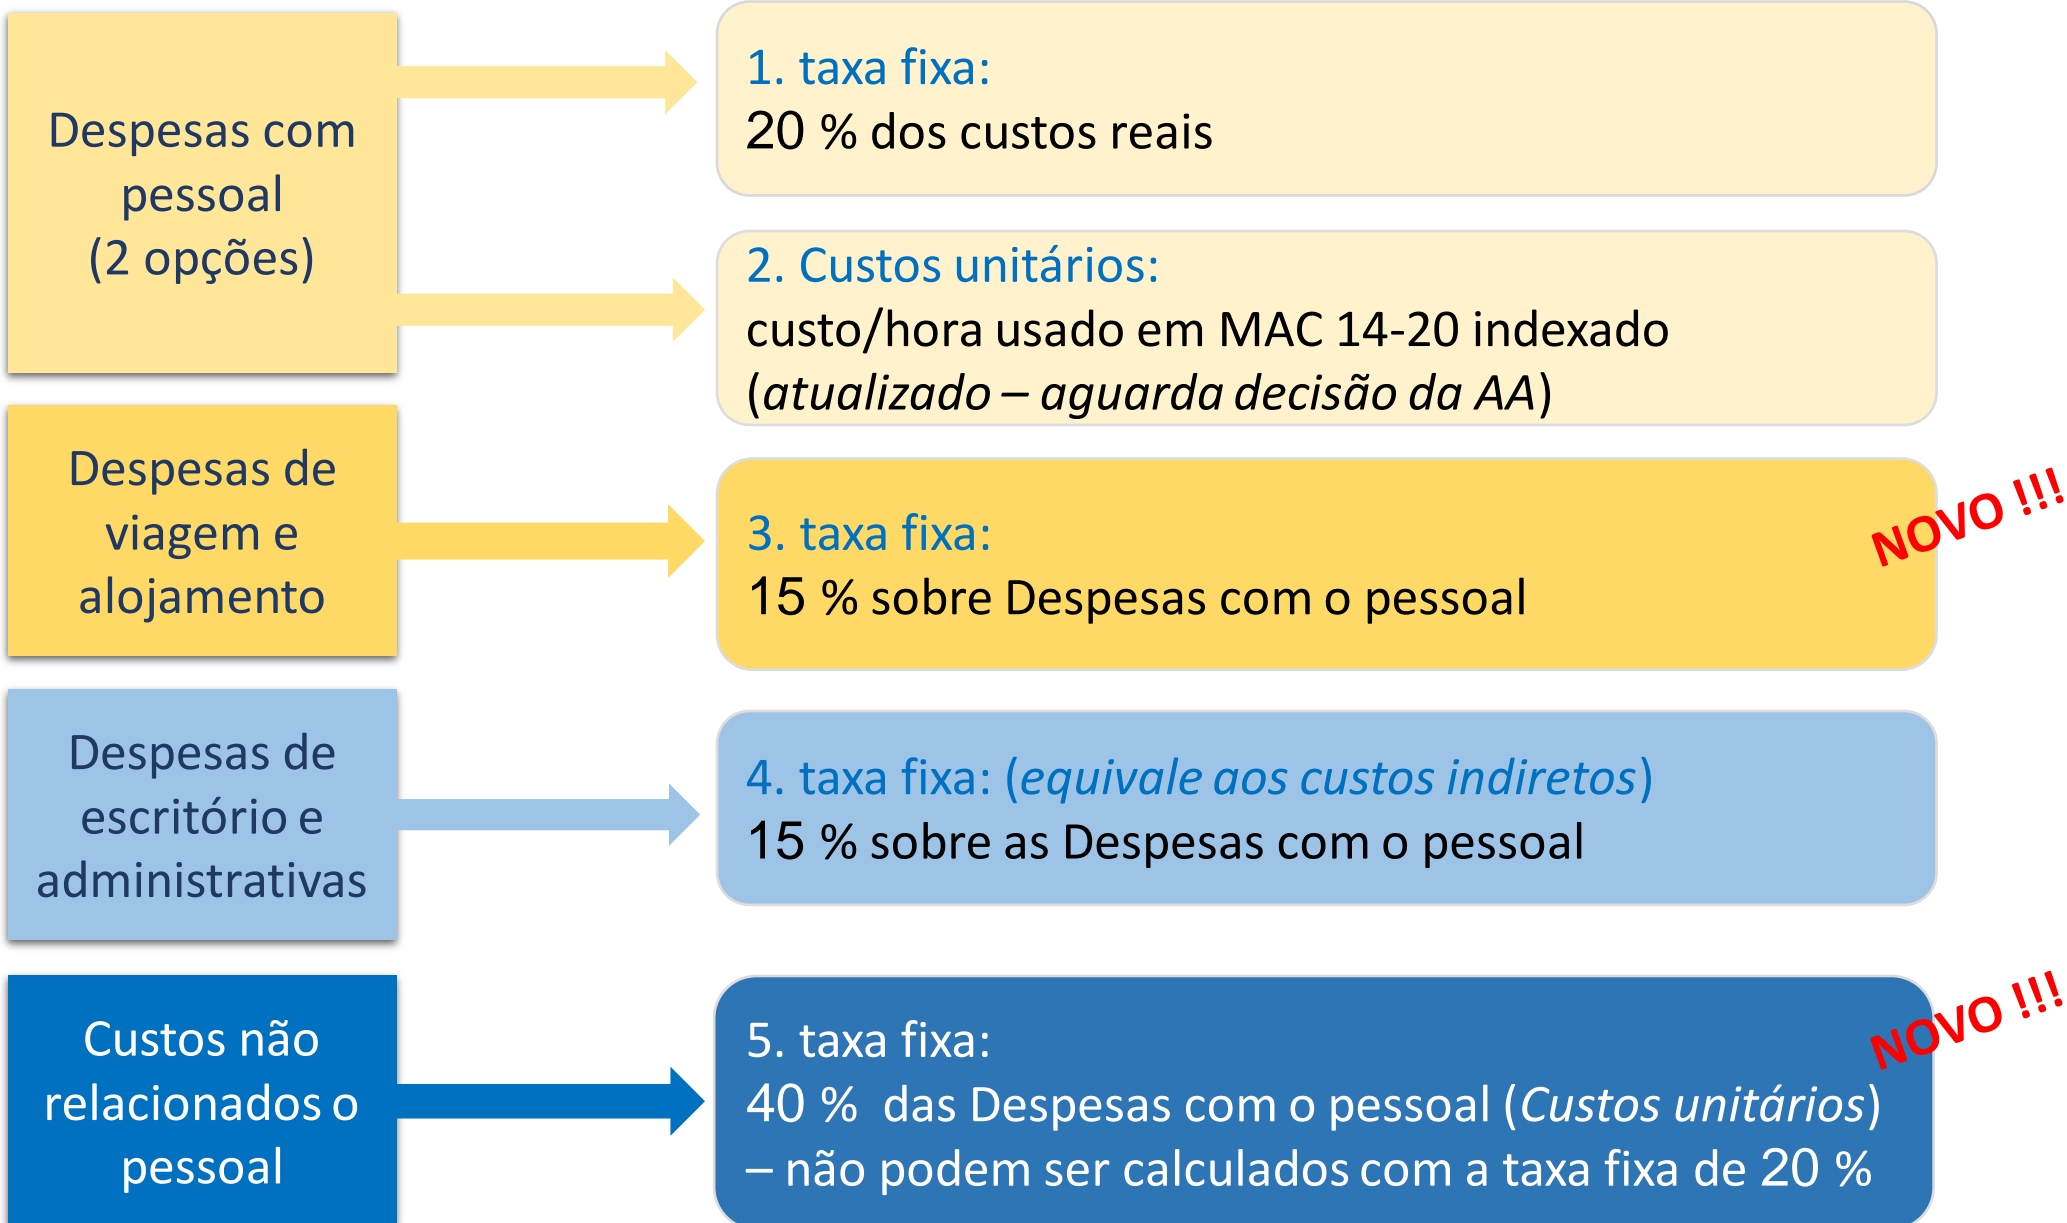 Despesas com
pessoal
(2 opções)
1. taxa fixa:
20 % dos custos reais
2. Custos unitários:
custo/hora usado em MAC 14-20 indexado
(atualizado – aguarda decisão da AA)
Despesas de
viagem e
alojamento
3. taxa fixa:
15 % sobre Despesas com o pessoal
NOVO !!!
Despesas de
escritório e
administrativas
4. taxa fixa: (equivale aos custos indiretos)
15 % sobre as Despesas com o pessoal
Custos não
relacionados o
pessoal
5. taxa fixa:
40 % das Despesas com o pessoal (Custos unitários)
– não podem ser calculados com a taxa fixa de 20 %
NOVO !!!